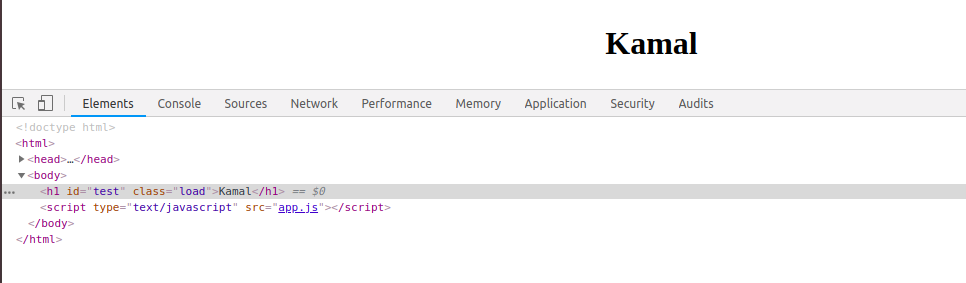 Kamal
Elements Console Sources Network Performance Memory Application Security Audits
<!doctype html>
<html>
<head>…</head>
<body>
<h1 id="test" class="load">Kamal</h1> == $0
<script type="text/javascript" src="app.js"></script>
</body>
</html>